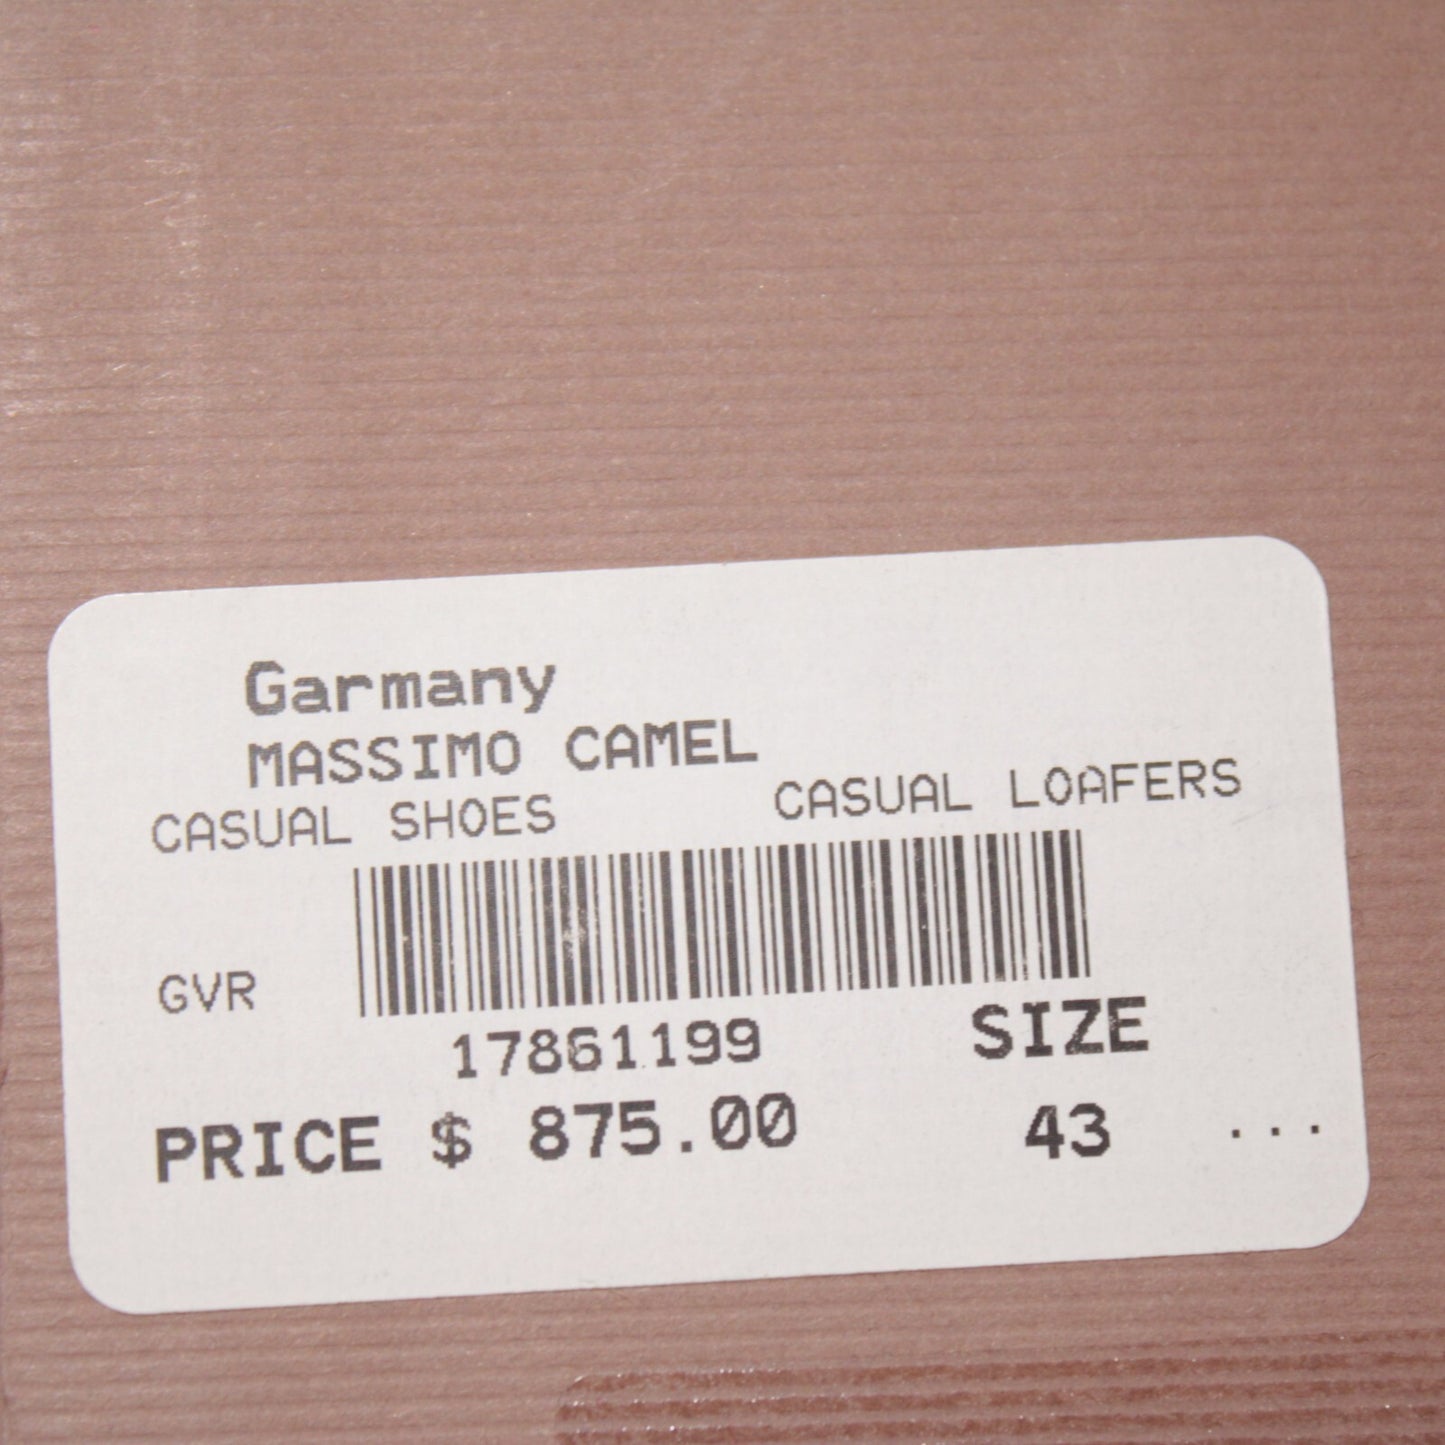 Garmany
MASSIMO CAMEL
CASUAL SHOES CASUAL LOAFERS
GVR
17861199 SIZE
PRICE $ 875.00 43 ...